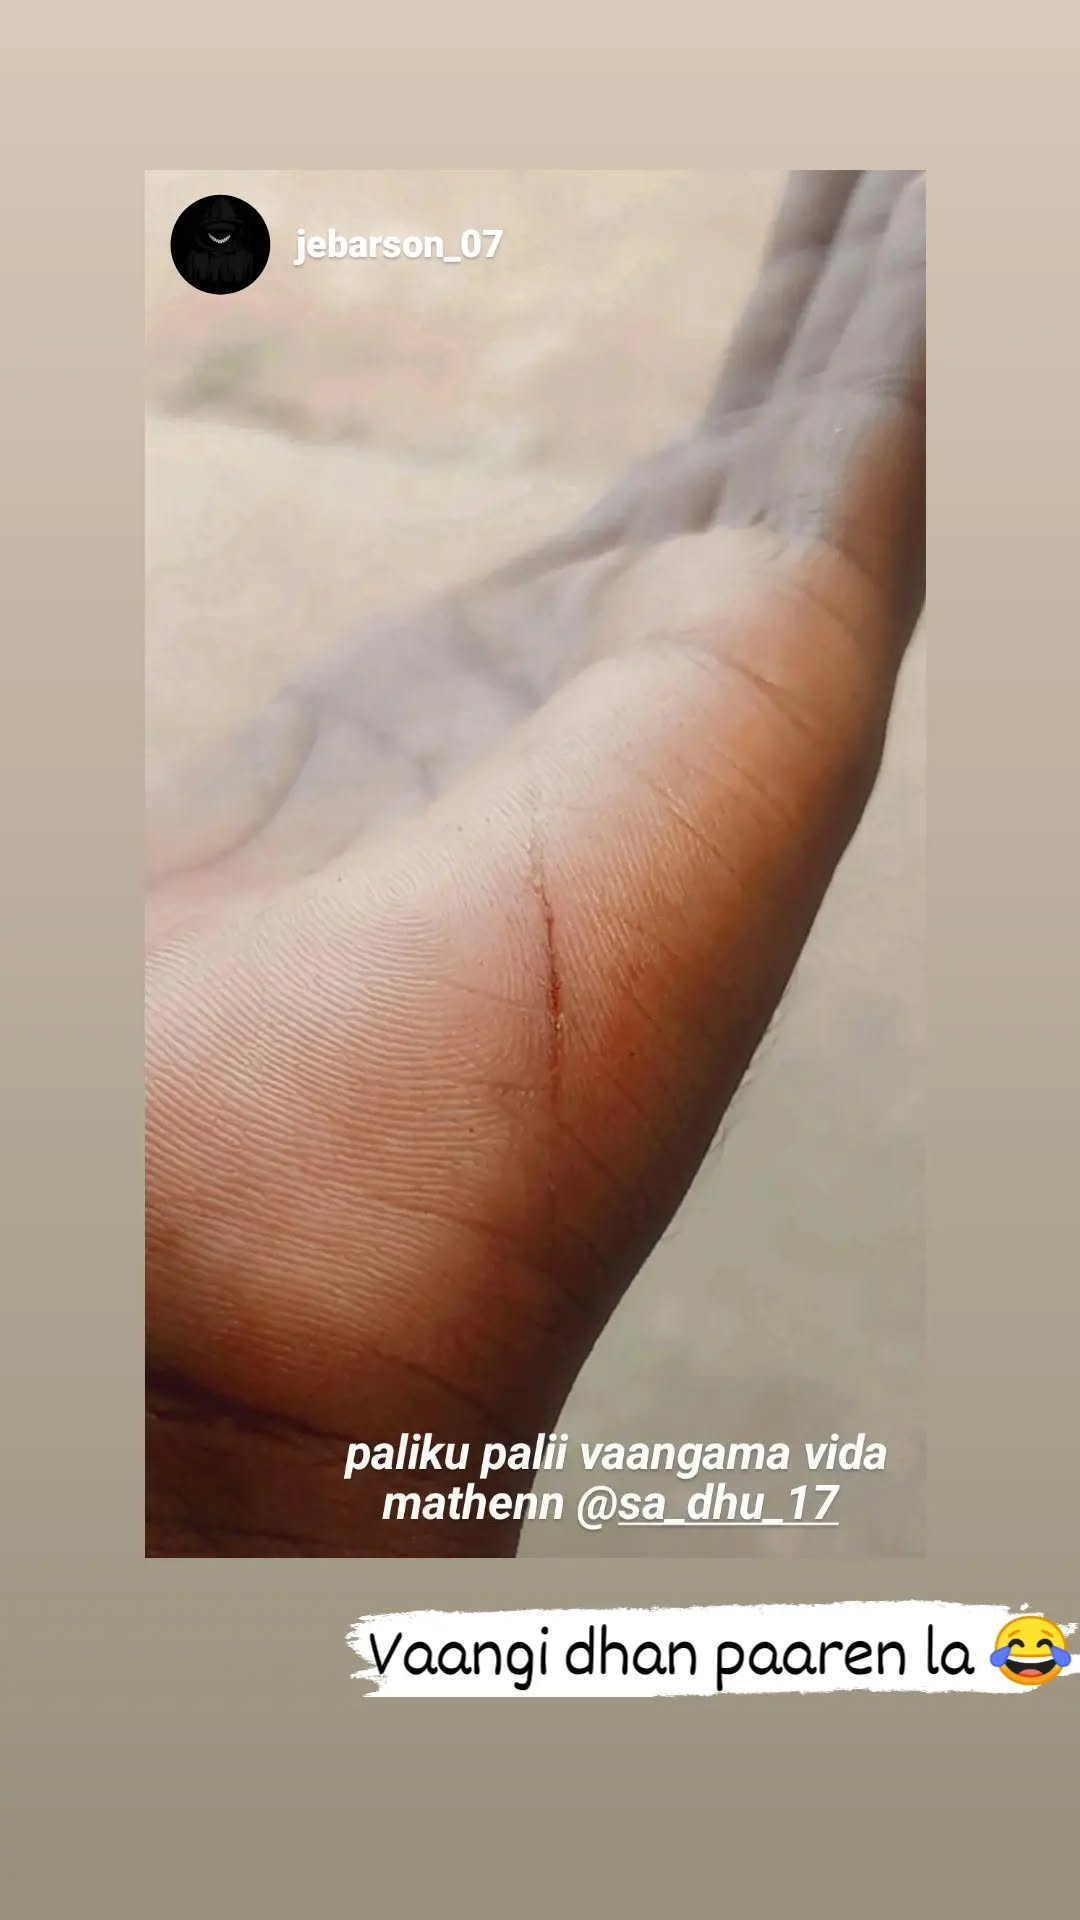 jebarson_07
paliku palii vaangama vida
mathenn @sa_dhu_17
Vaangi dhan paaren la 😂